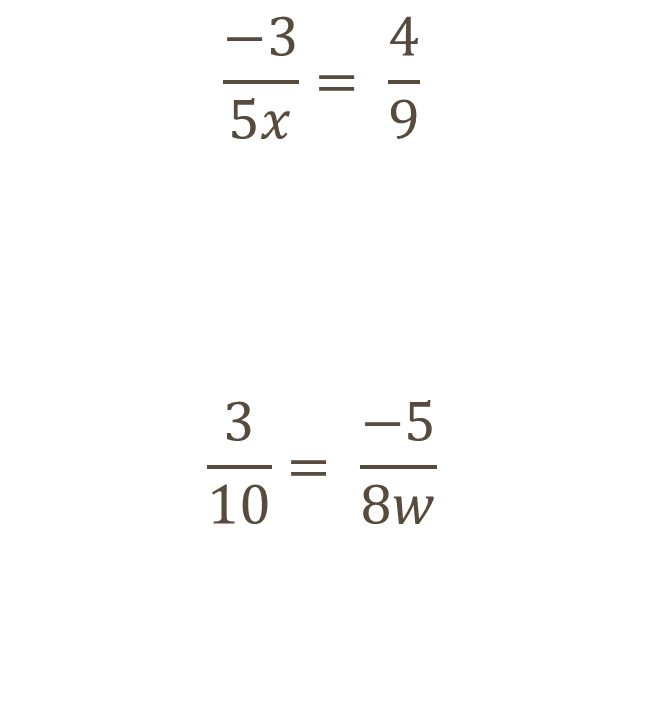 −3/5x = 4/9
3/10 = −5/8w